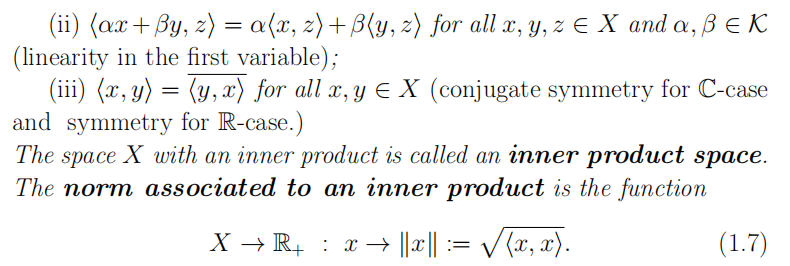 (ii) ⟨αx+βy, z⟩ = α⟨x, z⟩+β⟨y, z⟩ for all x, y, z ∈ X and α, β ∈ 𝒦
(linearity in the first variable);
(iii) ⟨x, y⟩ = \overline{⟨y, x⟩} for all x, y ∈ X (conjugate symmetry for ℂ-case
and symmetry for ℝ-case.)
The space X with an inner product is called an inner product space.
The norm associated to an inner product is the function
X → ℝ₊ : x → ‖x‖ := √⟨x, x⟩. (1.7)